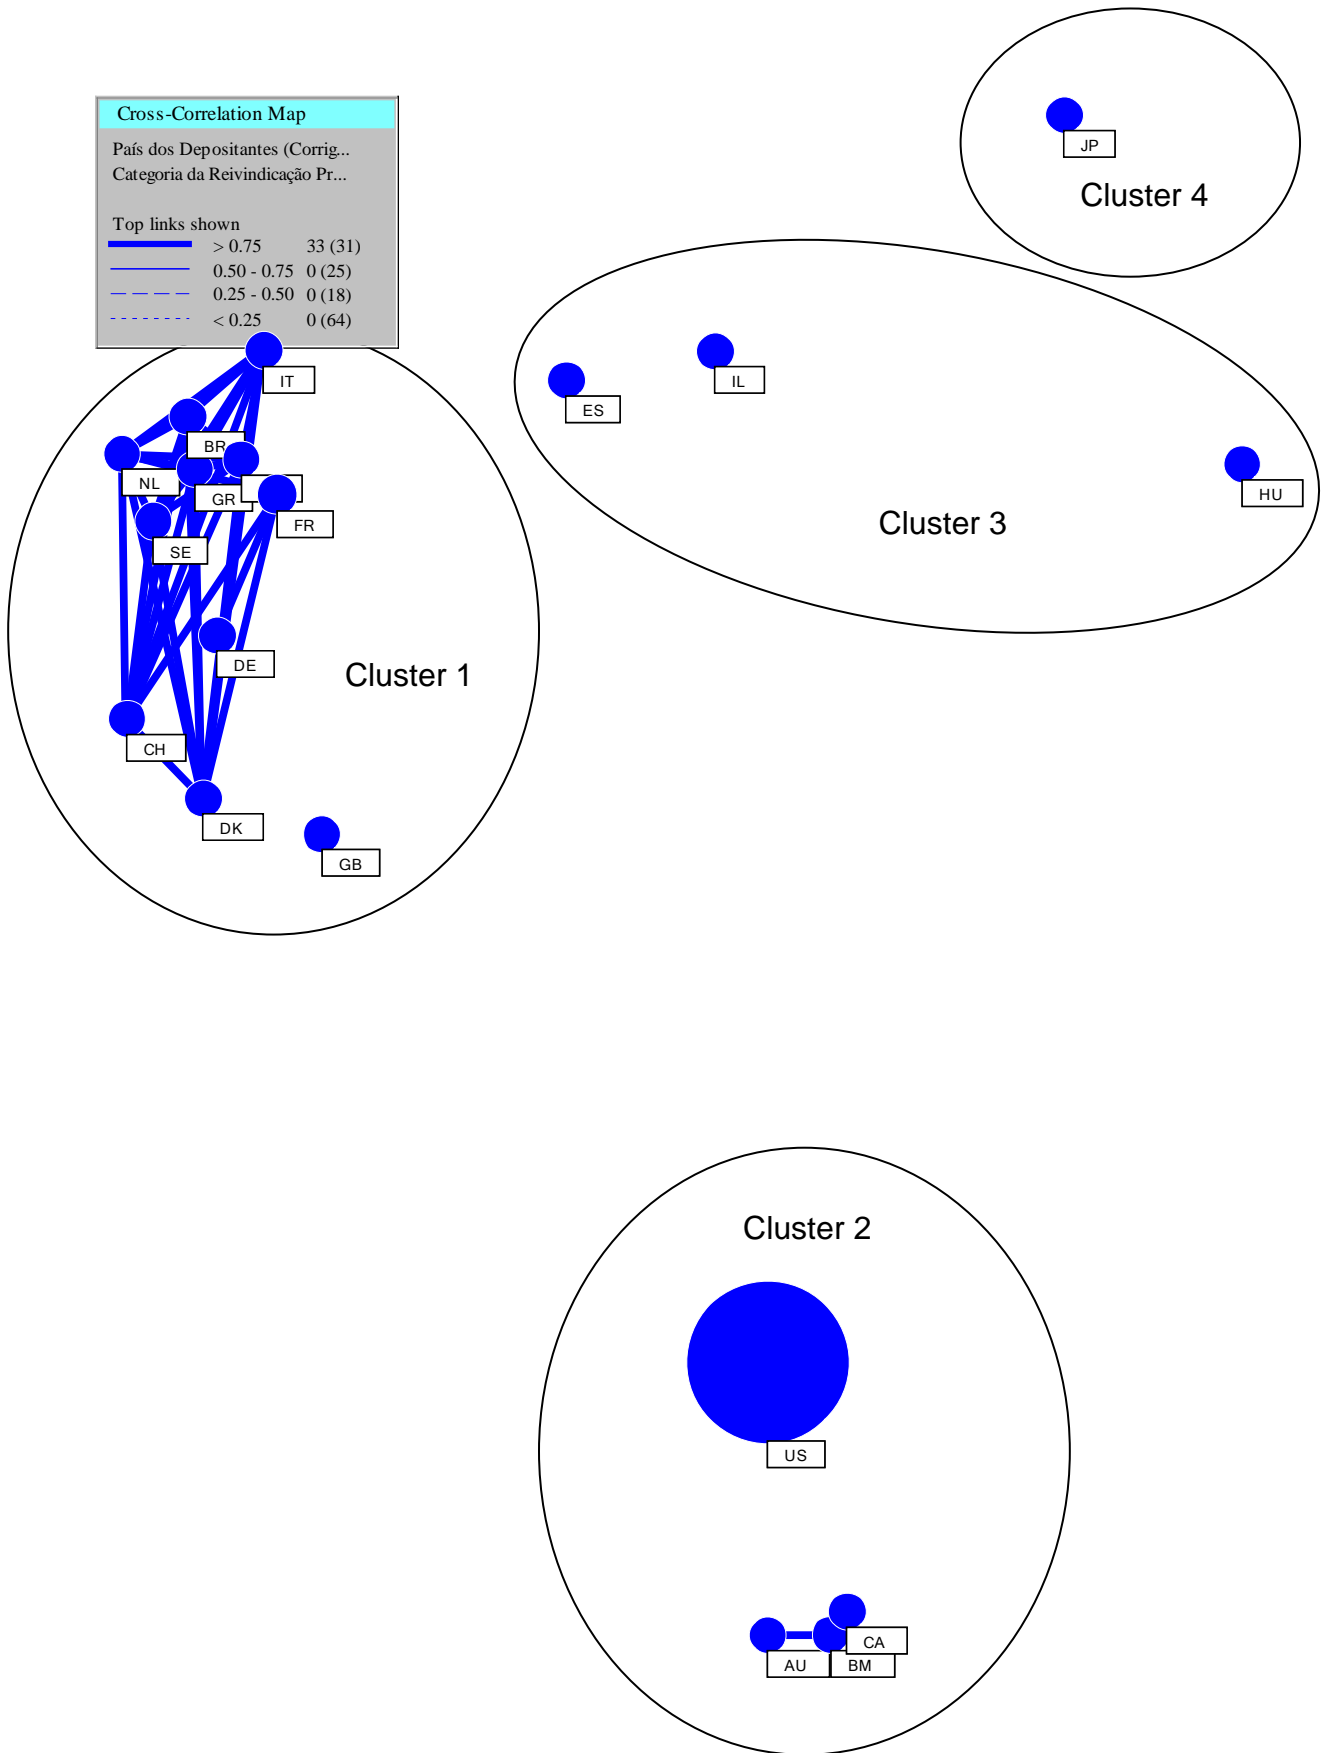 Cross-Correlation Map
País dos Depositantes (Corrig...
Categoria da Reivindicação Pr...
Top links shown
> 0.75 33 (31)
0.50 - 0.75 0 (25)
0.25 - 0.50 0 (18)
< 0.25 0 (64)
JP
Cluster 4
IT
BR
NL
GR
FR
SE
DE
Cluster 1
CH
DK
GB
ES
IL
HU
Cluster 3
Cluster 2
US
CA
AU
BM